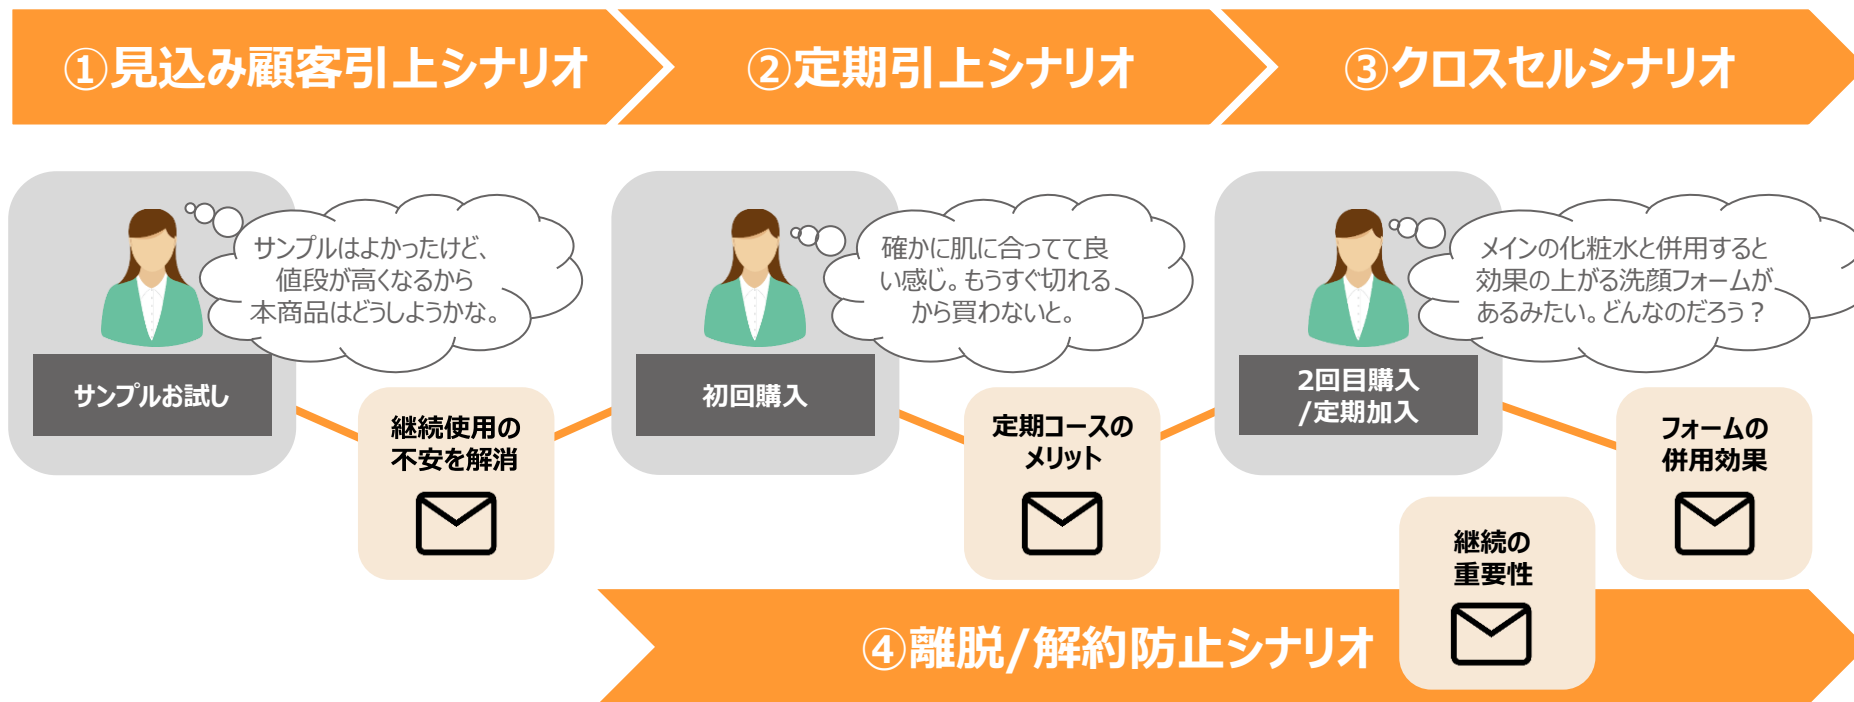 ①見込み顧客引上シナリオ
②定期引上シナリオ
③クロスセルシナリオ
サンプルはよかったけど、
値段が高くなるから
本商品はどうしようかな。
サンプルお試し
継続使用の
不安を解消
確かに肌に合ってて良
い感じ。もうすぐ切れる
から買わないと。
初回購入
定期コースの
メリット
メインの化粧水と併用すると
効果の上がる洗顔フォームが
あるみたい。どんなのだろう？
2回目購入
/定期加入
フォームの
併用効果
継続の
重要性
④離脱/解約防止シナリオ